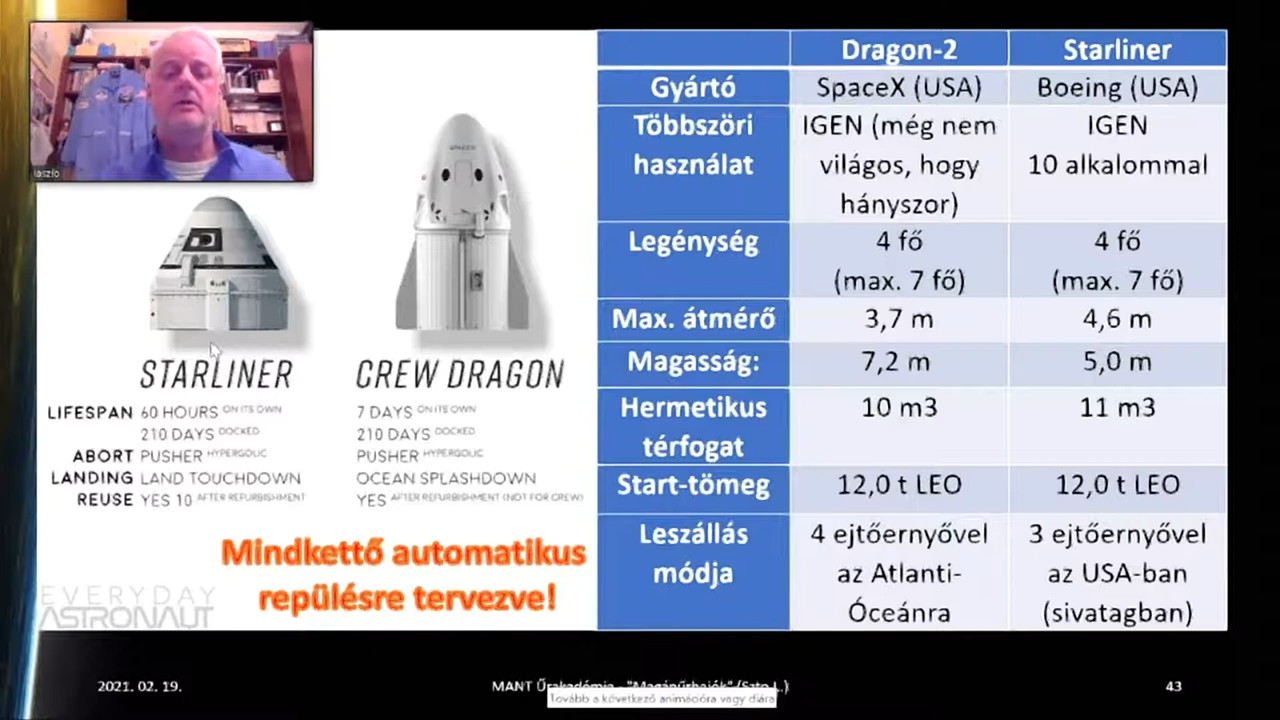 Dragon-2 Starliner
Gyártó SpaceX (USA) Boeing (USA)
Többszöri használat IGEN (még nem világos, hogy hányszor) IGEN 10 alkalommal
Legénység 4 fő (max. 7 fő) 4 fő (max. 7 fő)
Max. átmérő 3,7 m 4,6 m
Magasság: 7,2 m 5,0 m
Hermetikus térfogat 10 m3 11 m3
Start-tömeg 12,0 t LEO 12,0 t LEO
Leszállás módja 4 ejtőernyővel az Atlanti-Óceánra 3 ejtőernyővel az USA-ban (sivatagban)
SPACEX
STARLINER CREW DRAGON
LIFESPAN 60 HOURS ON ITS OWN 7 DAYS ON ITS OWN
210 DAYS DOCKED 210 DAYS DOCKED
ABORT PUSHER HYPERGOLIC PUSHER HYPERGOLIC
LANDING LAND TOUCHDOWN OCEAN SPLASHDOWN
REUSE YES 10 AFTER REFURBISHMENT YES AFTER REFURBISHMENT (NOT FOR CREW)
Mindkettő automatikus
repülésre tervezve!
EVERYDAY
ASTRONAUT
2021. 02. 19. MANT Űrakadémia - "Magánűrhajók" 43
Tovább a következő animációra vagy diára